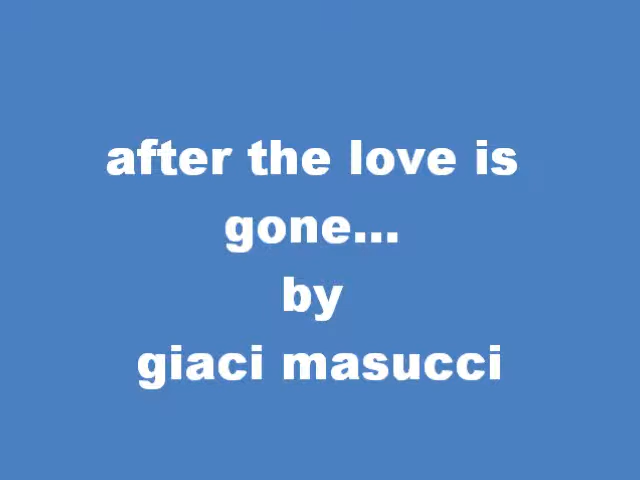 after the love is
gone...
by
giaci masucci